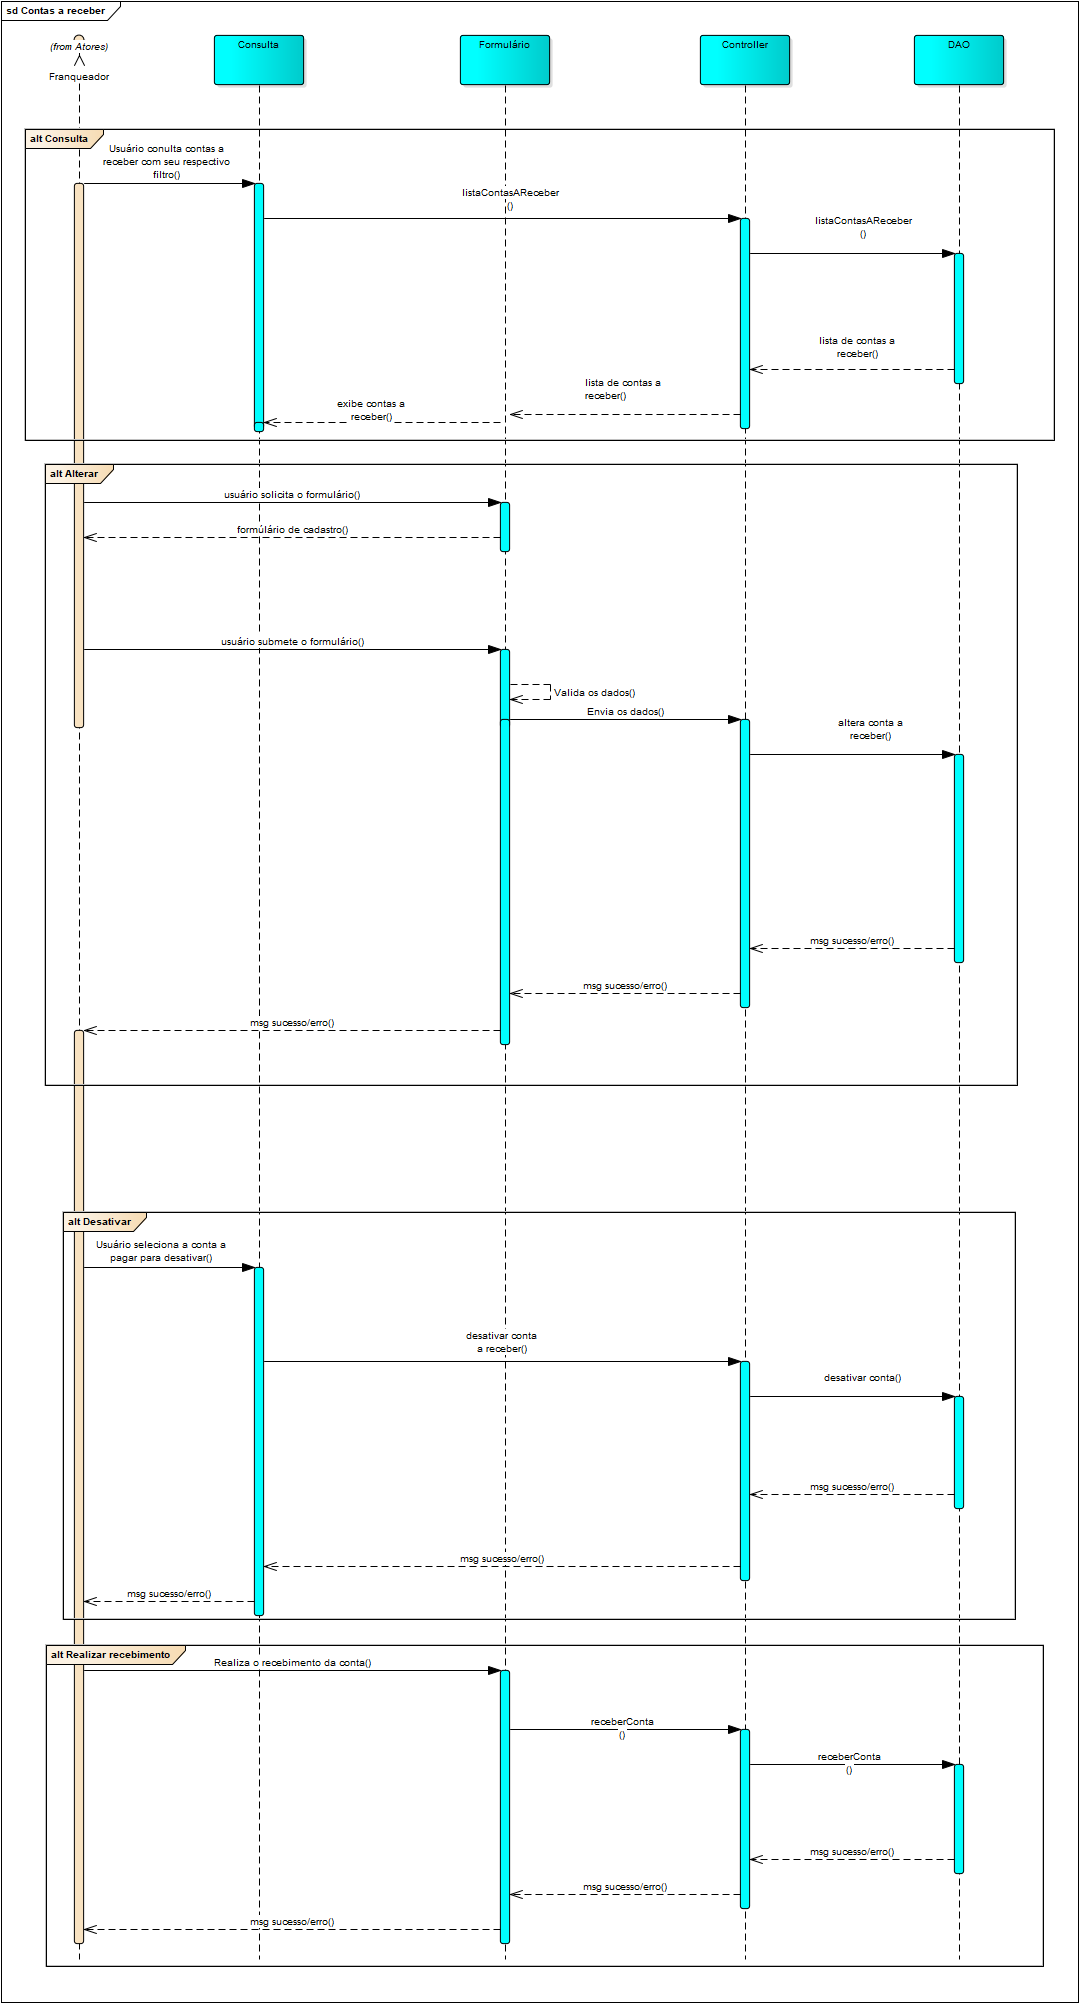 sd Contas a receber
(from Atores)
Franqueador
Consulta
Formulário
Controller
DAO
alt Consulta
Usuário conulta contas a
receber com seu respectivo
filtro()
listaContasAReceber
()
listaContasAReceber
()
lista de contas a
receber()
lista de contas a
receber()
exibe contas a
receber()
alt Alterar
usuário solicita o formulário()
formúlário de cadastro()
usuário submete o formulário()
Valida os dados()
Envia os dados()
altera conta a
receber()
msg sucesso/erro()
msg sucesso/erro()
msg sucesso/erro()
alt Desativar
Usuário seleciona a conta a
pagar para desativar()
desativar conta
a receber()
desativar conta()
msg sucesso/erro()
msg sucesso/erro()
msg sucesso/erro()
alt Realizar recebimento
Realiza o recebimento da conta()
receberConta
()
receberConta
()
msg sucesso/erro()
msg sucesso/erro()
msg sucesso/erro()